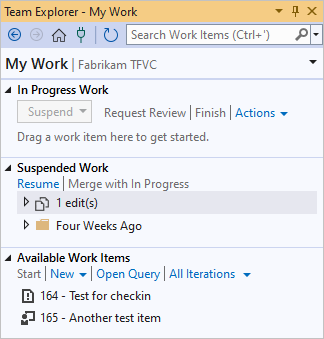 Team Explorer - My Work
Search Work Items (Ctrl+')
My Work | Fabrikam TFVC
In Progress Work
Suspend | Request Review | Finish | Actions
Drag a work item here to get started.
Suspended Work
Resume | Merge with In Progress
1 edit(s)
Four Weeks Ago
Available Work Items
Start | New | Open Query | All Iterations
164 - Test for checkin
165 - Another test item